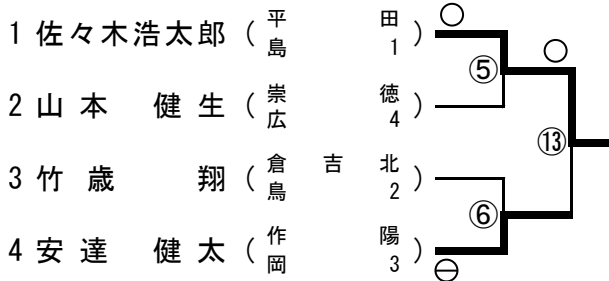 1 佐々木浩太郎 (平田 島1)
⑤
2 山本 健生 (崇徳 広4)
⑬
3 竹歳 翔 (倉吉北 鳥2)
⑥
4 安達 健太 (作陽 岡3)